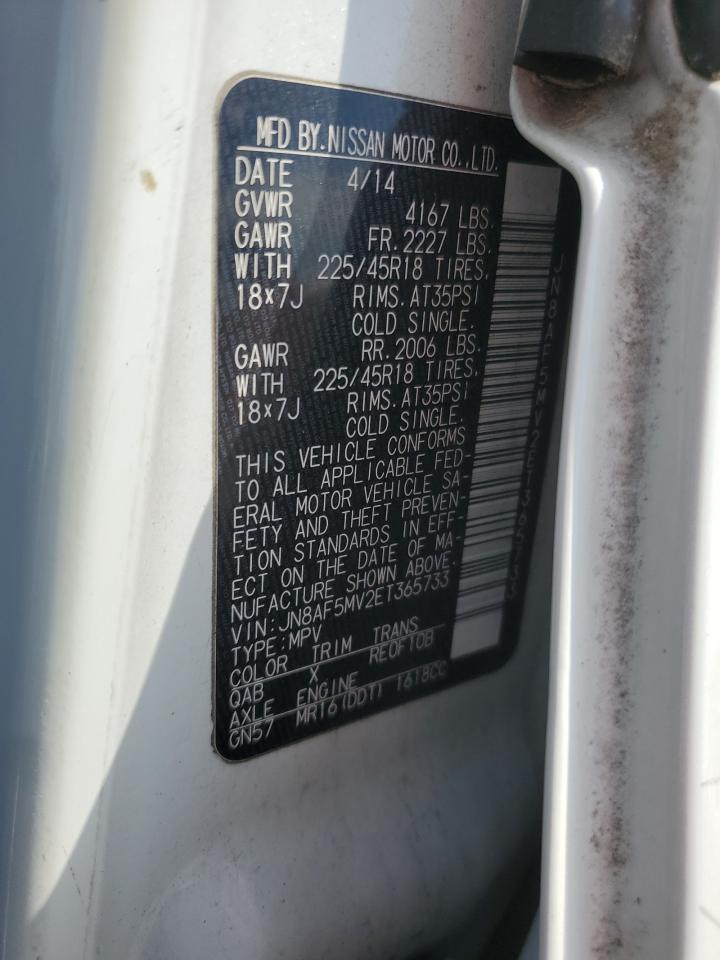 MFD BY. NISSAN MOTOR CO., LTD.
DATE 4/14
GVWR 4167 LBS.
GAWR FR. 2227 LBS.
WITH 225/45R18 TIRES.
18x7J RIMS. AT35PSI
COLD SINGLE.
GAWR RR. 2006 LBS.
WITH 225/45R18 TIRES.
18x7J RIMS. AT35PSI
COLD SINGLE.
THIS VEHICLE CONFORMS
TO ALL APPLICABLE FED-
ERAL MOTOR VEHICLE SA-
FETY AND THEFT PREVEN-
TION STANDARDS IN EFF-
ECT ON THE DATE OF MA-
NUFACTURE SHOWN ABOVE.
VIN:JN8AF5MV2ET365733
TYPE:MPV
COLOR TRIM TRANS
QAB X RE0F10B
AXLE ENGINE
GN57 MR16(DDT) 1618CC
JN8AF5MV2ET365733